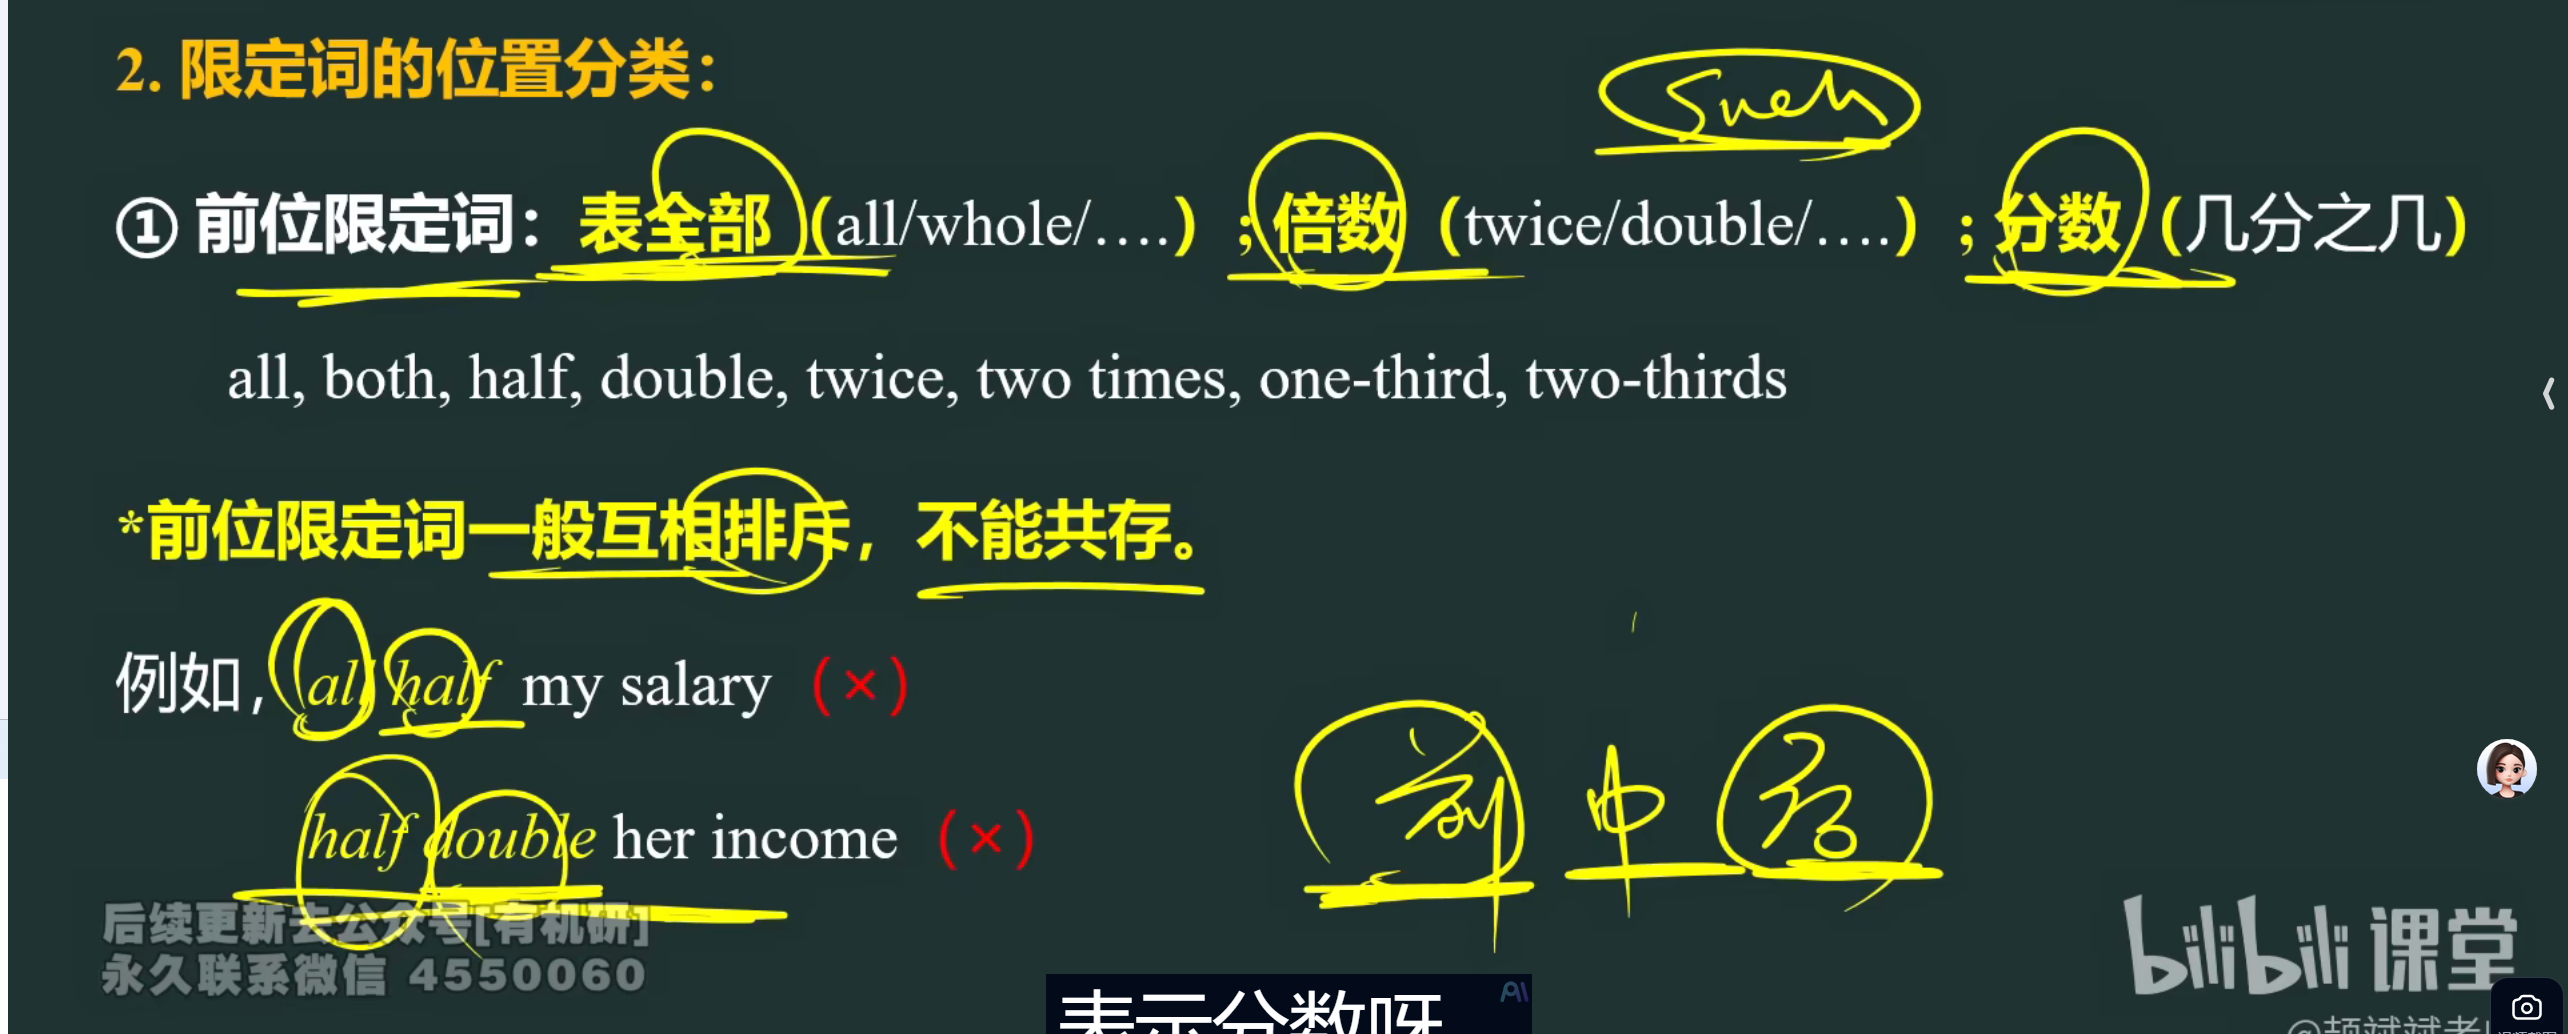 2. 限定词的位置分类：
such
① 前位限定词：表全部（all/whole/….）；倍数（twice/double/….）；分数（几分之几）
all, both, half, double, twice, two times, one-third, two-thirds
*前位限定词一般互相排斥，不能共存。
例如，all half my salary（×）
half double her income（×）
前 中 后
后续更新去公众号[有机研]
永久联系微信 4550060
bilibili 课堂
表示分数呀
AI